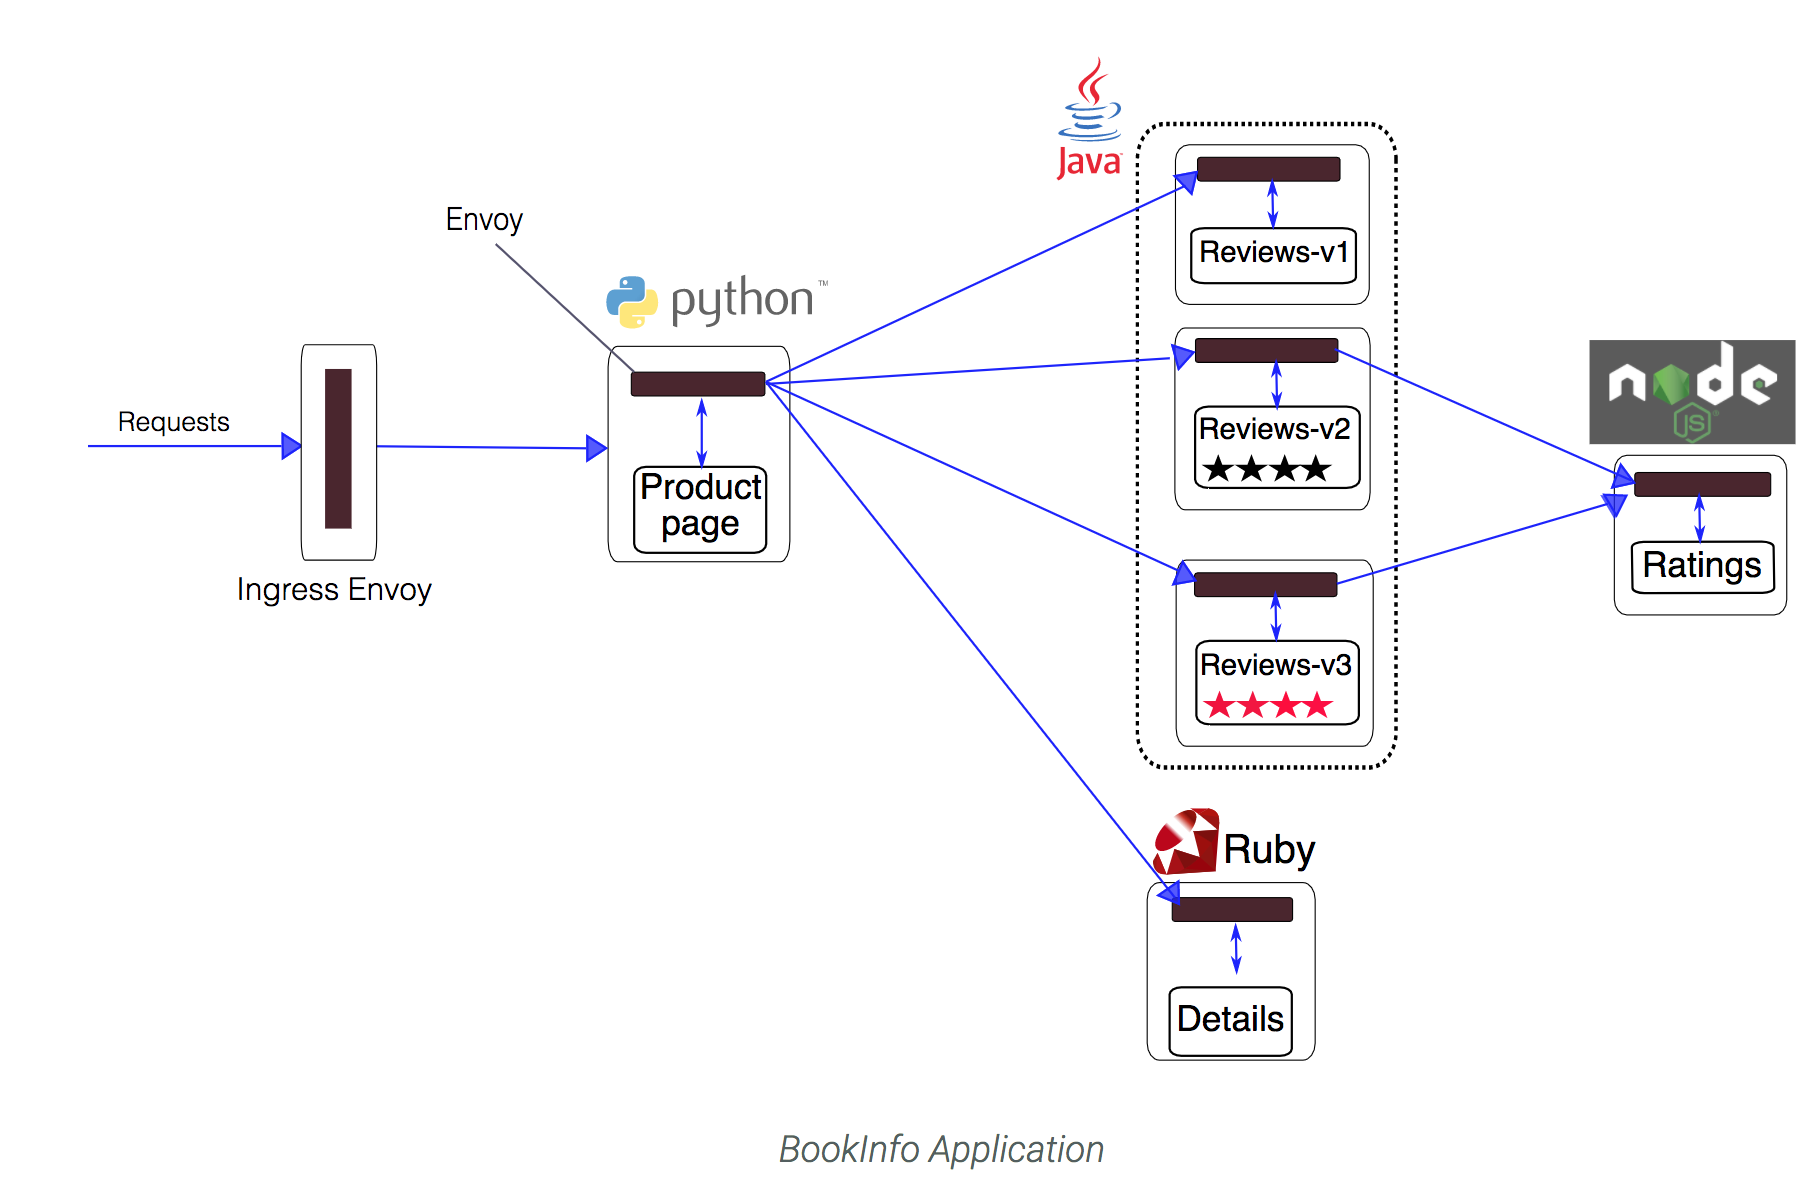 Java
Envoy
python™
Reviews-v1
Requests
Reviews-v2
node
JS®
Product
page
Ratings
Ingress Envoy
Reviews-v3
Ruby
Details
BookInfo Application